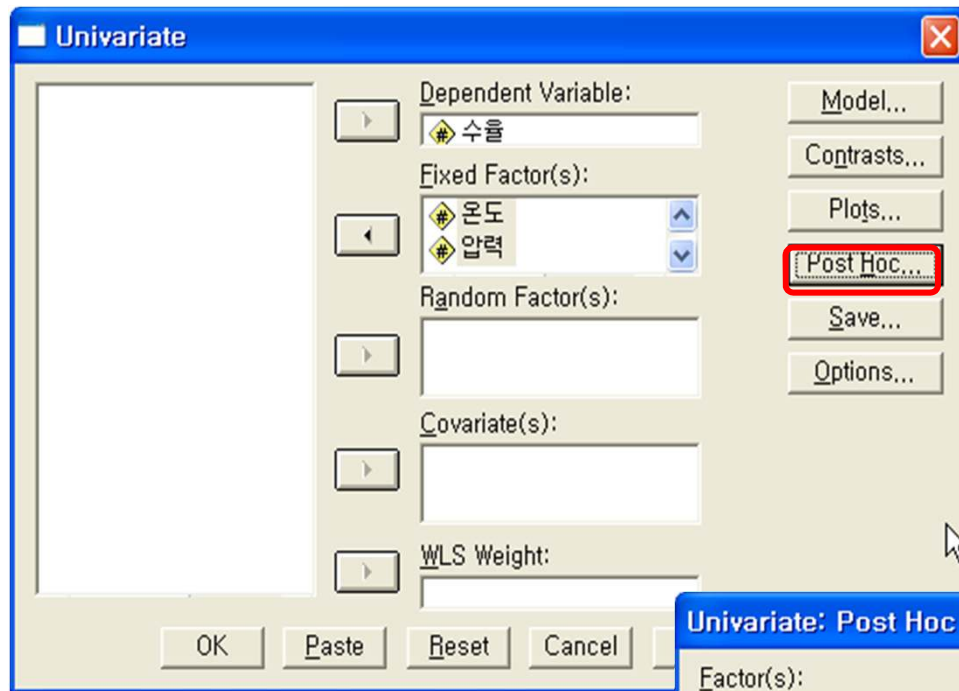 Univariate
Dependent Variable:
수율
Model...
Contrasts...
Fixed Factor(s):
온도
압력
Plots...
Post Hoc...
Random Factor(s):
Save...
Options...
Covariate(s):
WLS Weight:
OK Paste Reset Cancel
Univariate: Post Hoc
Factor(s):